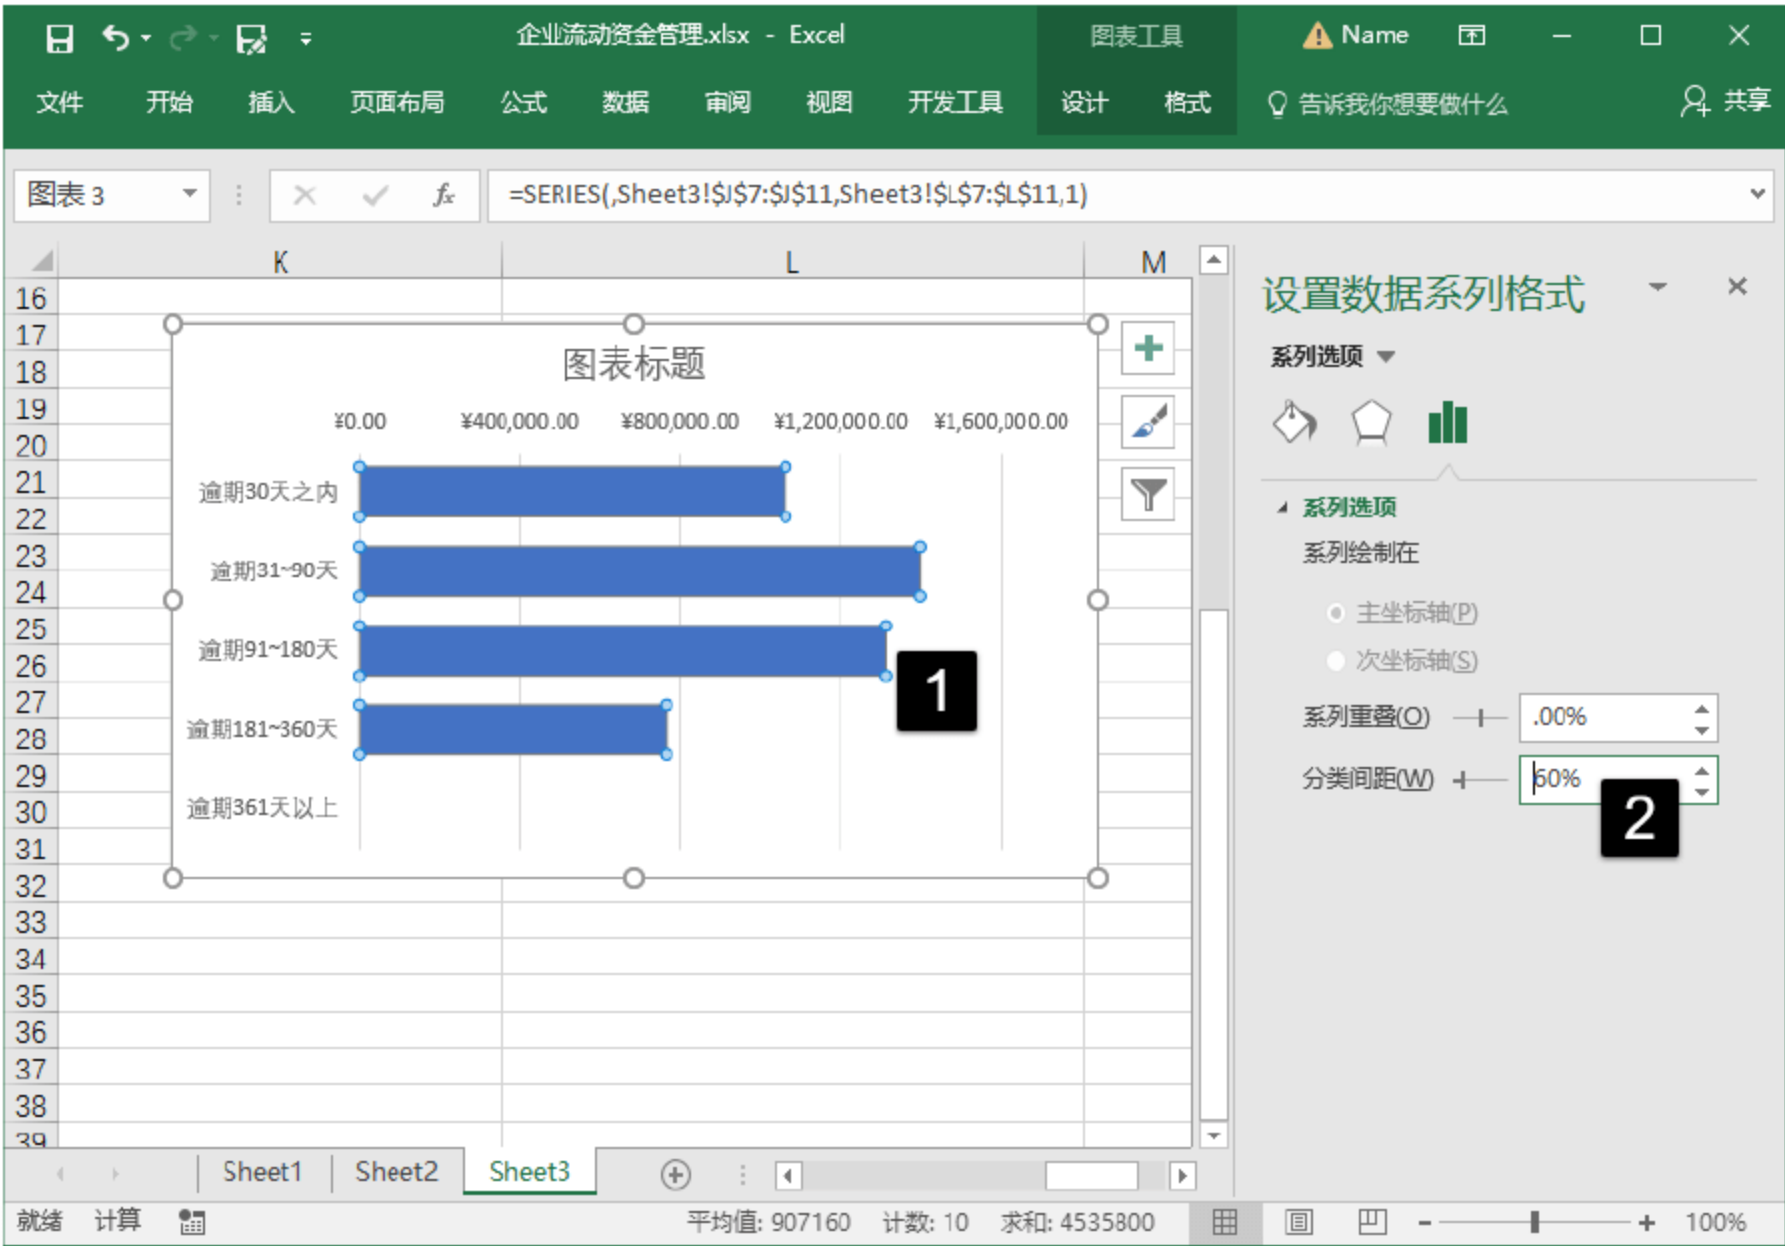 企业流动资金管理.xlsx - Excel
图表工具
Name
文件 开始 插入 页面布局 公式 数据 审阅 视图 开发工具 设计 格式 告诉我你想要做什么 共享
图表 3
fx
=SERIES(,Sheet3!$J$7:$J$11,Sheet3!$L$7:$L$11,1)
K L M
16
17
18
19
20
21
22
23
24
25
26
27
28
29
30
31
32
33
34
35
36
37
38
39
图表标题
¥0.00 ¥400,000.00 ¥800,000.00 ¥1,200,000.00 ¥1,600,000.00
逾期30天之内
逾期31~90天
逾期91~180天
逾期181~360天
逾期361天以上
1
设置数据系列格式
系列选项
系列选项
系列绘制在
主坐标轴(P)
次坐标轴(S)
系列重叠(O) .00%
分类间距(W) 60%
2
Sheet1 Sheet2 Sheet3
就绪 计算 平均值: 907160 计数: 10 求和: 4535800 100%